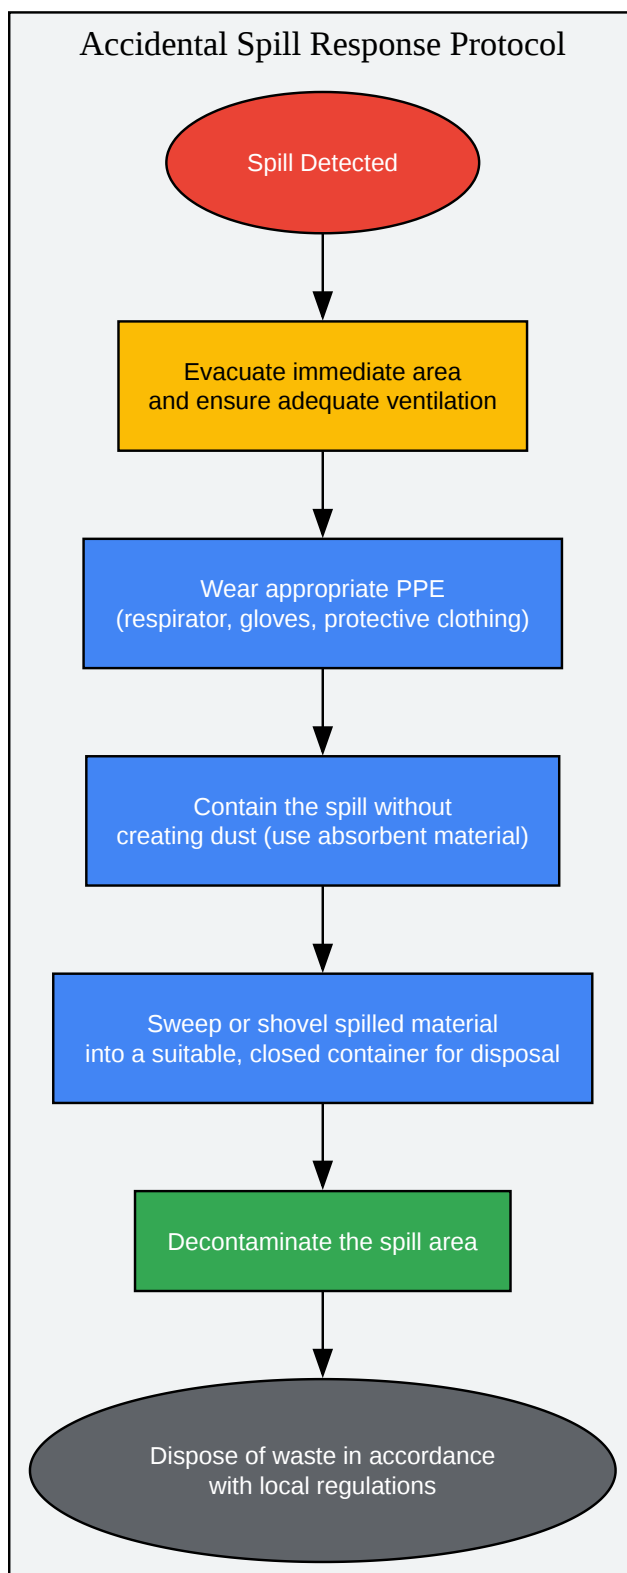 Accidental Spill Response Protocol
Spill Detected
Evacuate immediate area
and ensure adequate ventilation
Wear appropriate PPE
(respirator, gloves, protective clothing)
Contain the spill without
creating dust (use absorbent material)
Sweep or shovel spilled material
into a suitable, closed container for disposal
Decontaminate the spill area
Dispose of waste in accordance
with local regulations